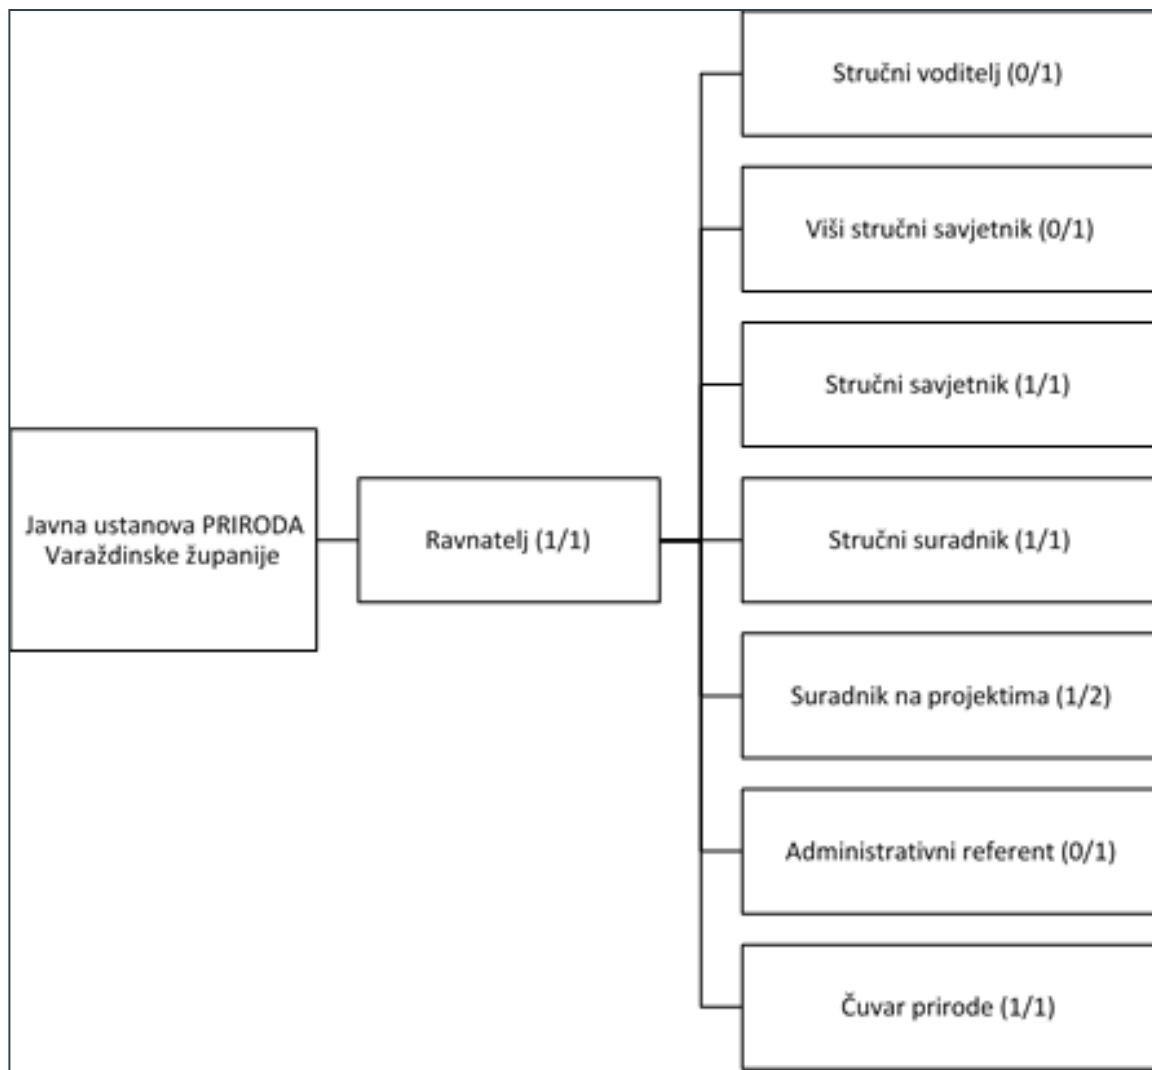 Javna ustanova PRIRODA
Varaždinske županije
Ravnatelj (1/1)
Stručni voditelj (0/1)
Viši stručni savjetnik (0/1)
Stručni savjetnik (1/1)
Stručni suradnik (1/1)
Suradnik na projektima (1/2)
Administrativni referent (0/1)
Čuvar prirode (1/1)